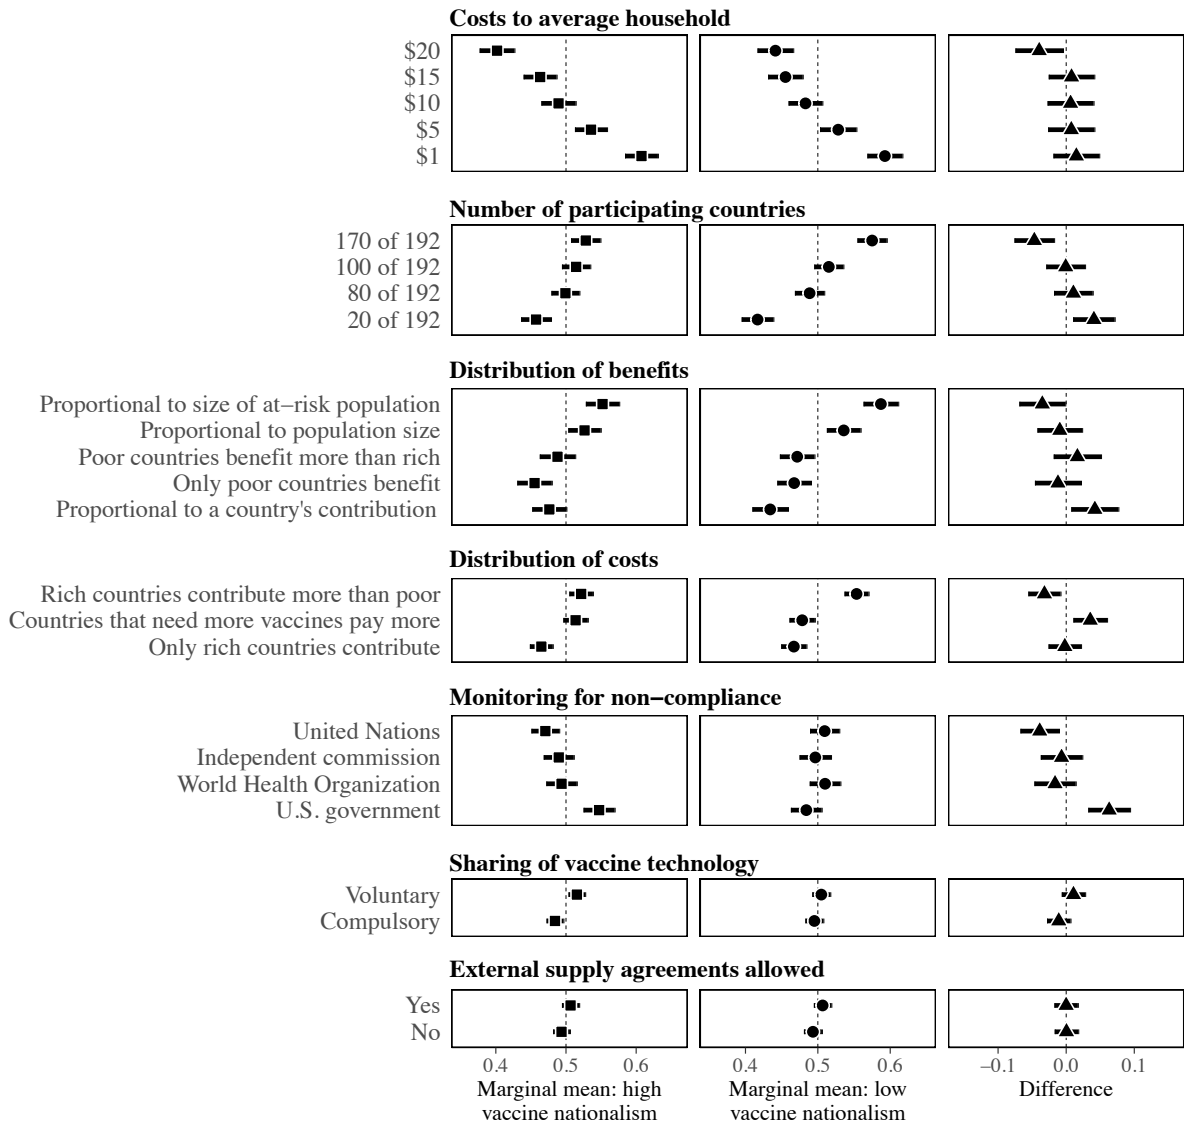 Costs to average household
$20
$15
$10
$5
$1
Number of participating countries
170 of 192
100 of 192
80 of 192
20 of 192
Distribution of benefits
Proportional to size of at−risk population
Proportional to population size
Poor countries benefit more than rich
Only poor countries benefit
Proportional to a country's contribution
Distribution of costs
Rich countries contribute more than poor
Countries that need more vaccines pay more
Only rich countries contribute
Monitoring for non−compliance
United Nations
Independent commission
World Health Organization
U.S. government
Sharing of vaccine technology
Voluntary
Compulsory
External supply agreements allowed
Yes
No
0.4 0.5 0.6 0.4 0.5 0.6 −0.1 0.0 0.1
Marginal mean: high Marginal mean: low Difference
vaccine nationalism vaccine nationalism